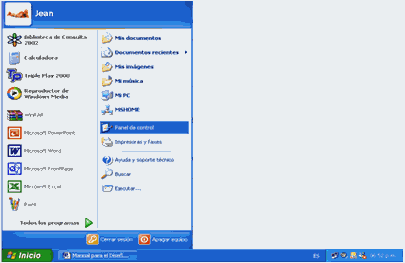 Jean
Biblioteca de Consulta
2002
Calculadora
Triple Play 2000
Reproductor de
Windows Media
WinRAR
Microsoft PowerPoint
Microsoft Word
Microsoft FrontPage
Microsoft Excel
Paint
Todos los programas
Mis documentos
Documentos recientes
Mis imágenes
Mi música
Mi PC
MSHOME
Panel de control
Impresoras y faxes
Ayuda y soporte técnico
Buscar
Ejecutar...
Cerrar sesión
Apagar equipo
Inicio
Manual para el Diseñ...
ES